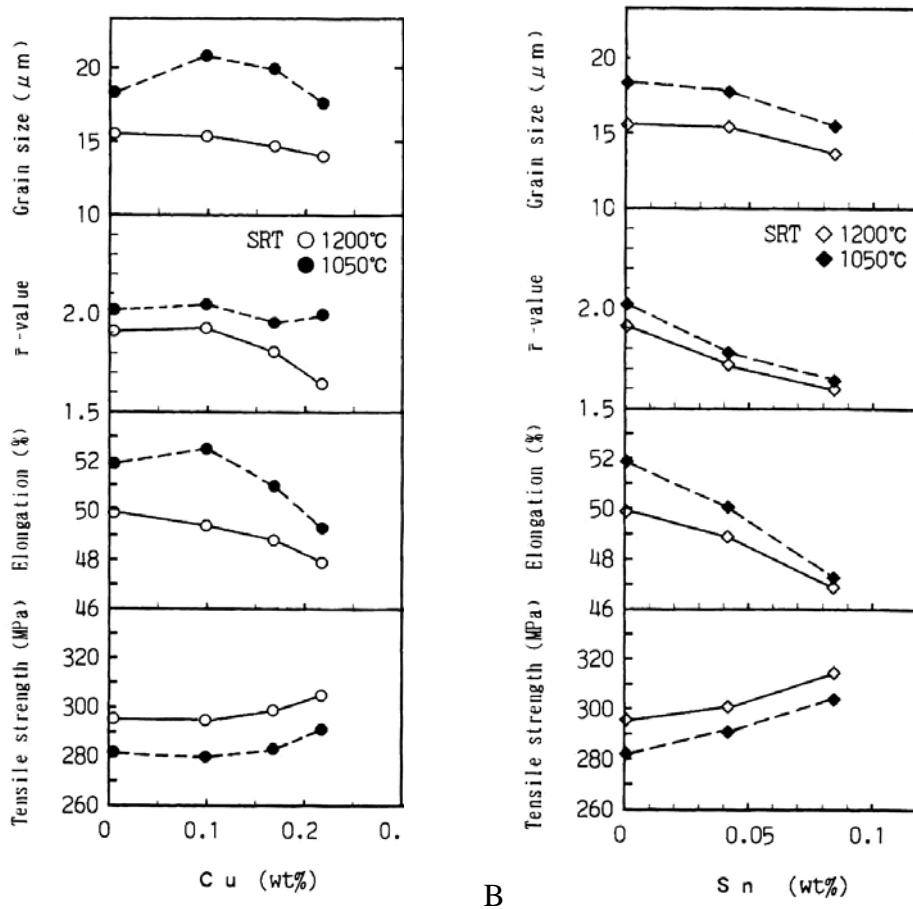 Grain size (μm)
20
15
10
SRT ○ 1200℃
● 1050℃
r̄-value
2.0
1.5
Elongation (%)
52
50
48
46
Tensile strength (MPa)
320
300
280
260
0 0.1 0.2 0.
Cu (wt%)
B
Grain size (μm)
20
15
10
SRT ◇ 1200℃
◆ 1050℃
r̄-value
2.0
1.5
Elongation (%)
52
50
48
46
Tensile strength (MPa)
320
300
280
260
0 0.05 0.1
Sn (wt%)